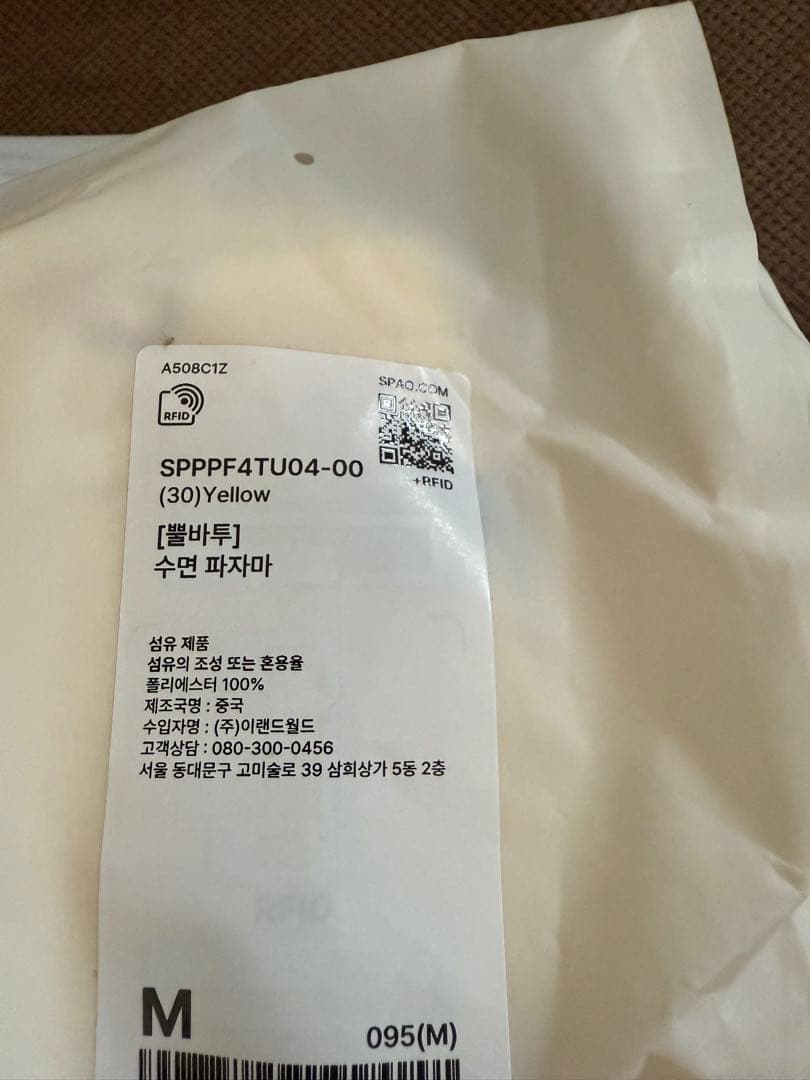 A508C1Z
RFID
SPAO.COM
+RFID
SPPPF4TU04-00
(30)Yellow
[뿔바투]
수면 파자마
섬유 제품
섬유의 조성 또는 혼용율
폴리에스터 100%
제조국명 : 중국
수입자명 : (주)이랜드월드
고객상담 : 080-300-0456
서울 동대문구 고미술로 39 삼희상가 5동 2층
M
095(M)